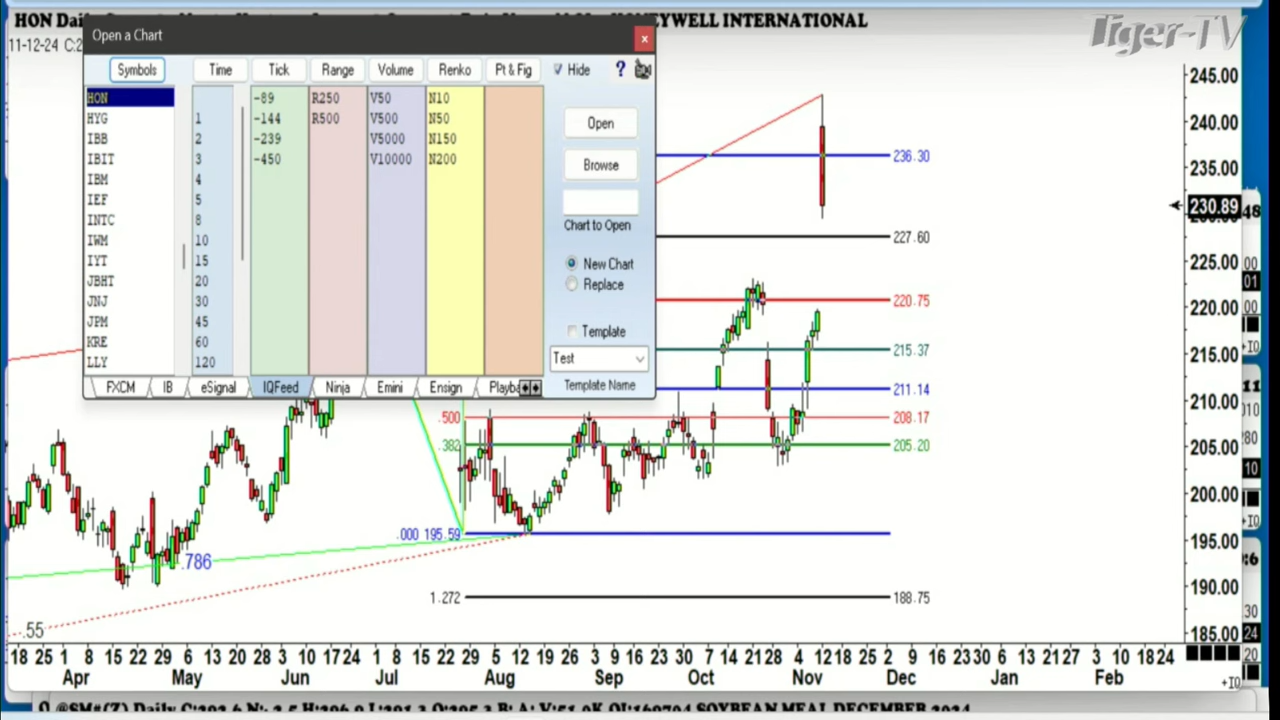 HON Daily
HONEYWELL INTERNATIONAL
11-12-24
Tiger-TV
Open a Chart
Symbols Time Tick Range Volume Renko Pt & Fig Hide ?
HON -89 R250 V50 N10
HYG 1 -144 R500 V500 N50
IBB 2 -239 V5000 N150
IBIT 3 -450 V10000 N200
IBM 4
IEF 5
INTC 8
IWM 10
IYT 15
JBHT 20
JNJ 30
JPM 45
KRE 60
LLY 120
Open
Browse
Chart to Open
New Chart
Replace
Template
Test
Template Name
FXCM IB eSignal IQFeed Ninja Emini Ensign Playba
236.30
227.60
220.75
215.37
211.14
.500 208.17
.382 205.20
.000 195.59
1.272 188.75
.786
.55
245.00
240.00
235.00
230.89
225.00
220.00
215.00
210.00
205.00
200.00
195.00
190.00
185.00
18 25 1 8 15 22 29 6 13 20 28 3 10 17 24 1 8 15 22 29 5 12 19 26 3 9 16 23 30 7 14 21 28 4 12 18 25 2 9 16 23 30 6 13 21 27 3 10 18 24
Apr May Jun Jul Aug Sep Oct Nov Dec Jan Feb
+IQ
SOYBEAN MEAL DECEMBER 2024